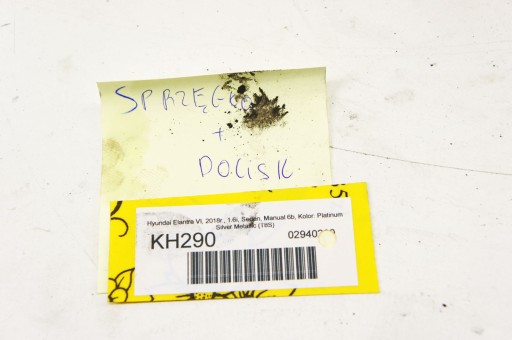 SPRZĘGŁO
+
DOCISK
Hyundai Elantra VI, 2018r., 1.6i, Sedan, Manual 6b, Kolor: Platinum
Silver Metallic (T8S)
KH290